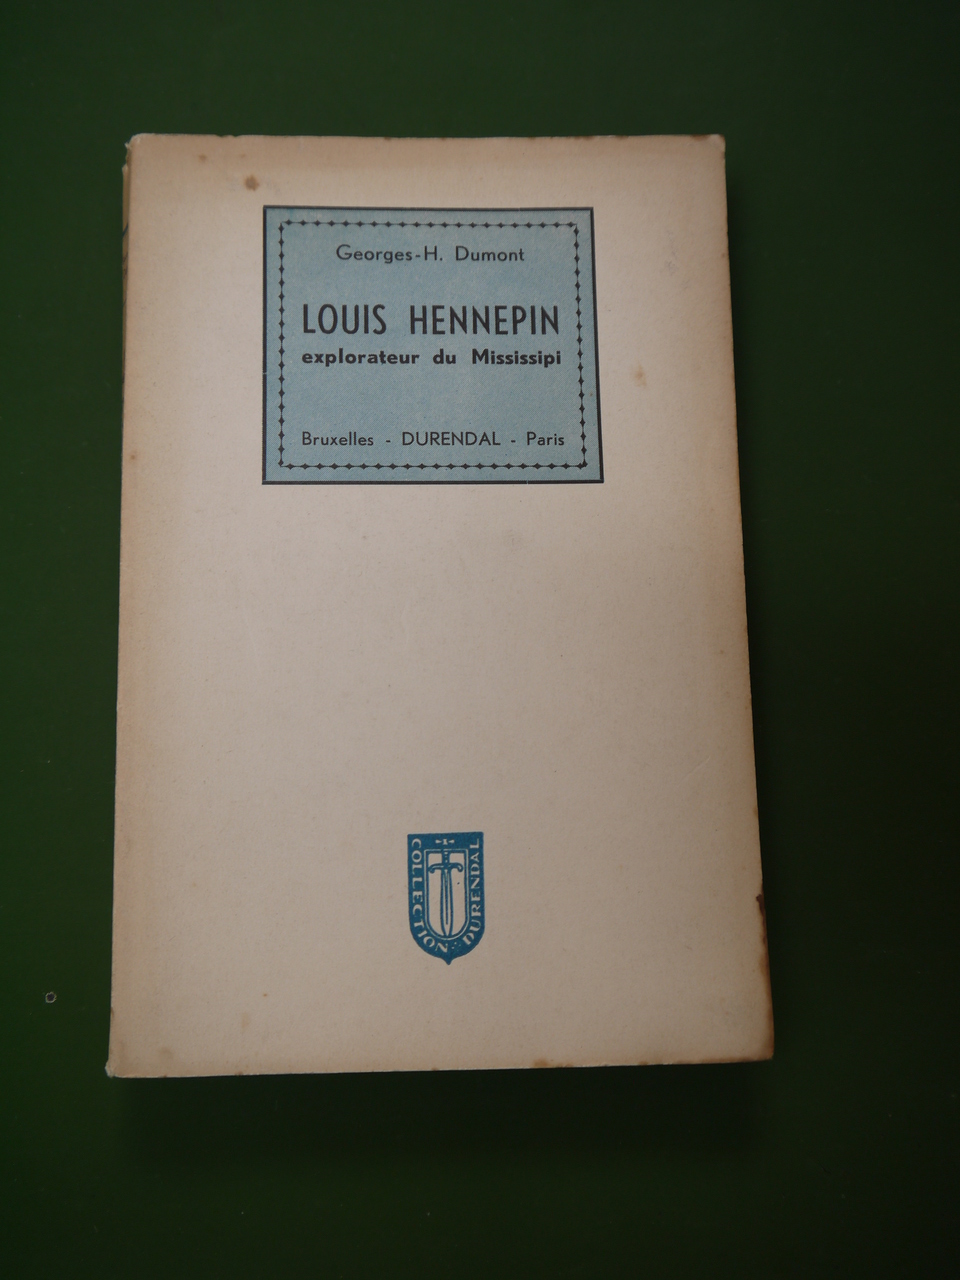 Georges-H. Dumont
LOUIS HENNEPIN
explorateur du Mississipi
Bruxelles - DURENDAL - Paris
COLLECTION · DURENDAL